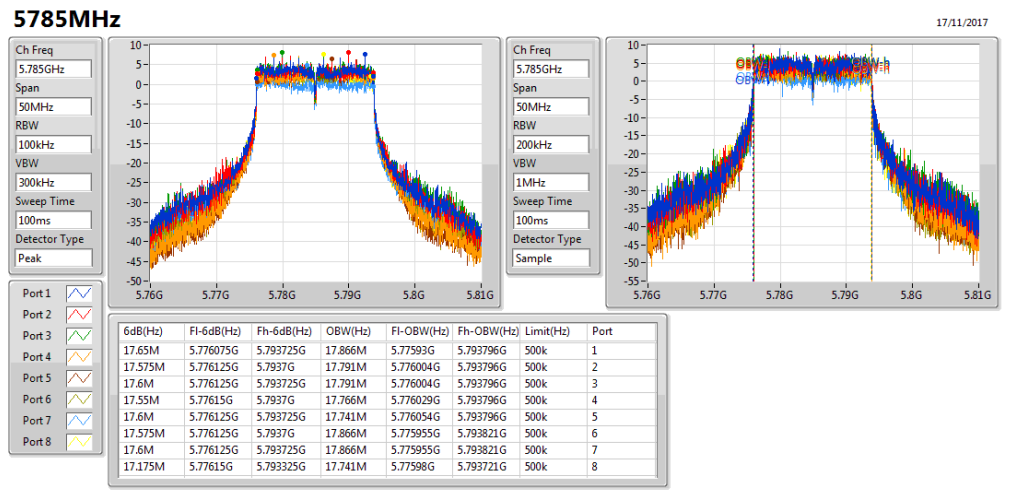 5785MHz
17/11/2017
Ch Freq
5.785GHz
Span
50MHz
RBW
100kHz
VBW
300kHz
Sweep Time
100ms
Detector Type
Peak
10
5
0
-5
-10
-15
-20
-25
-30
-35
-40
-45
-50
5.76G 5.77G 5.78G 5.79G 5.8G 5.81G
Ch Freq
5.785GHz
Span
50MHz
RBW
200kHz
VBW
1MHz
Sweep Time
100ms
Detector Type
Sample
10
5
0
-5
-10
-15
-20
-25
-30
-35
-40
-45
-50
-55
5.76G 5.77G 5.78G 5.79G 5.8G 5.81G
Port 1
Port 2
Port 3
Port 4
Port 5
Port 6
Port 7
Port 8
6dB(Hz) Fl-6dB(Hz) Fh-6dB(Hz) OBW(Hz) Fl-OBW(Hz) Fh-OBW(Hz) Limit(Hz) Port
17.65M 5.776075G 5.793725G 17.866M 5.77593G 5.793796G 500k 1
17.575M 5.776125G 5.7937G 17.791M 5.776004G 5.793796G 500k 2
17.6M 5.776125G 5.793725G 17.791M 5.776004G 5.793796G 500k 3
17.55M 5.77615G 5.7937G 17.766M 5.776029G 5.793796G 500k 4
17.6M 5.776125G 5.793725G 17.741M 5.776054G 5.793796G 500k 5
17.575M 5.776125G 5.7937G 17.866M 5.775955G 5.793821G 500k 6
17.6M 5.776125G 5.793725G 17.866M 5.775955G 5.793821G 500k 7
17.175M 5.77615G 5.793325G 17.741M 5.77598G 5.793721G 500k 8